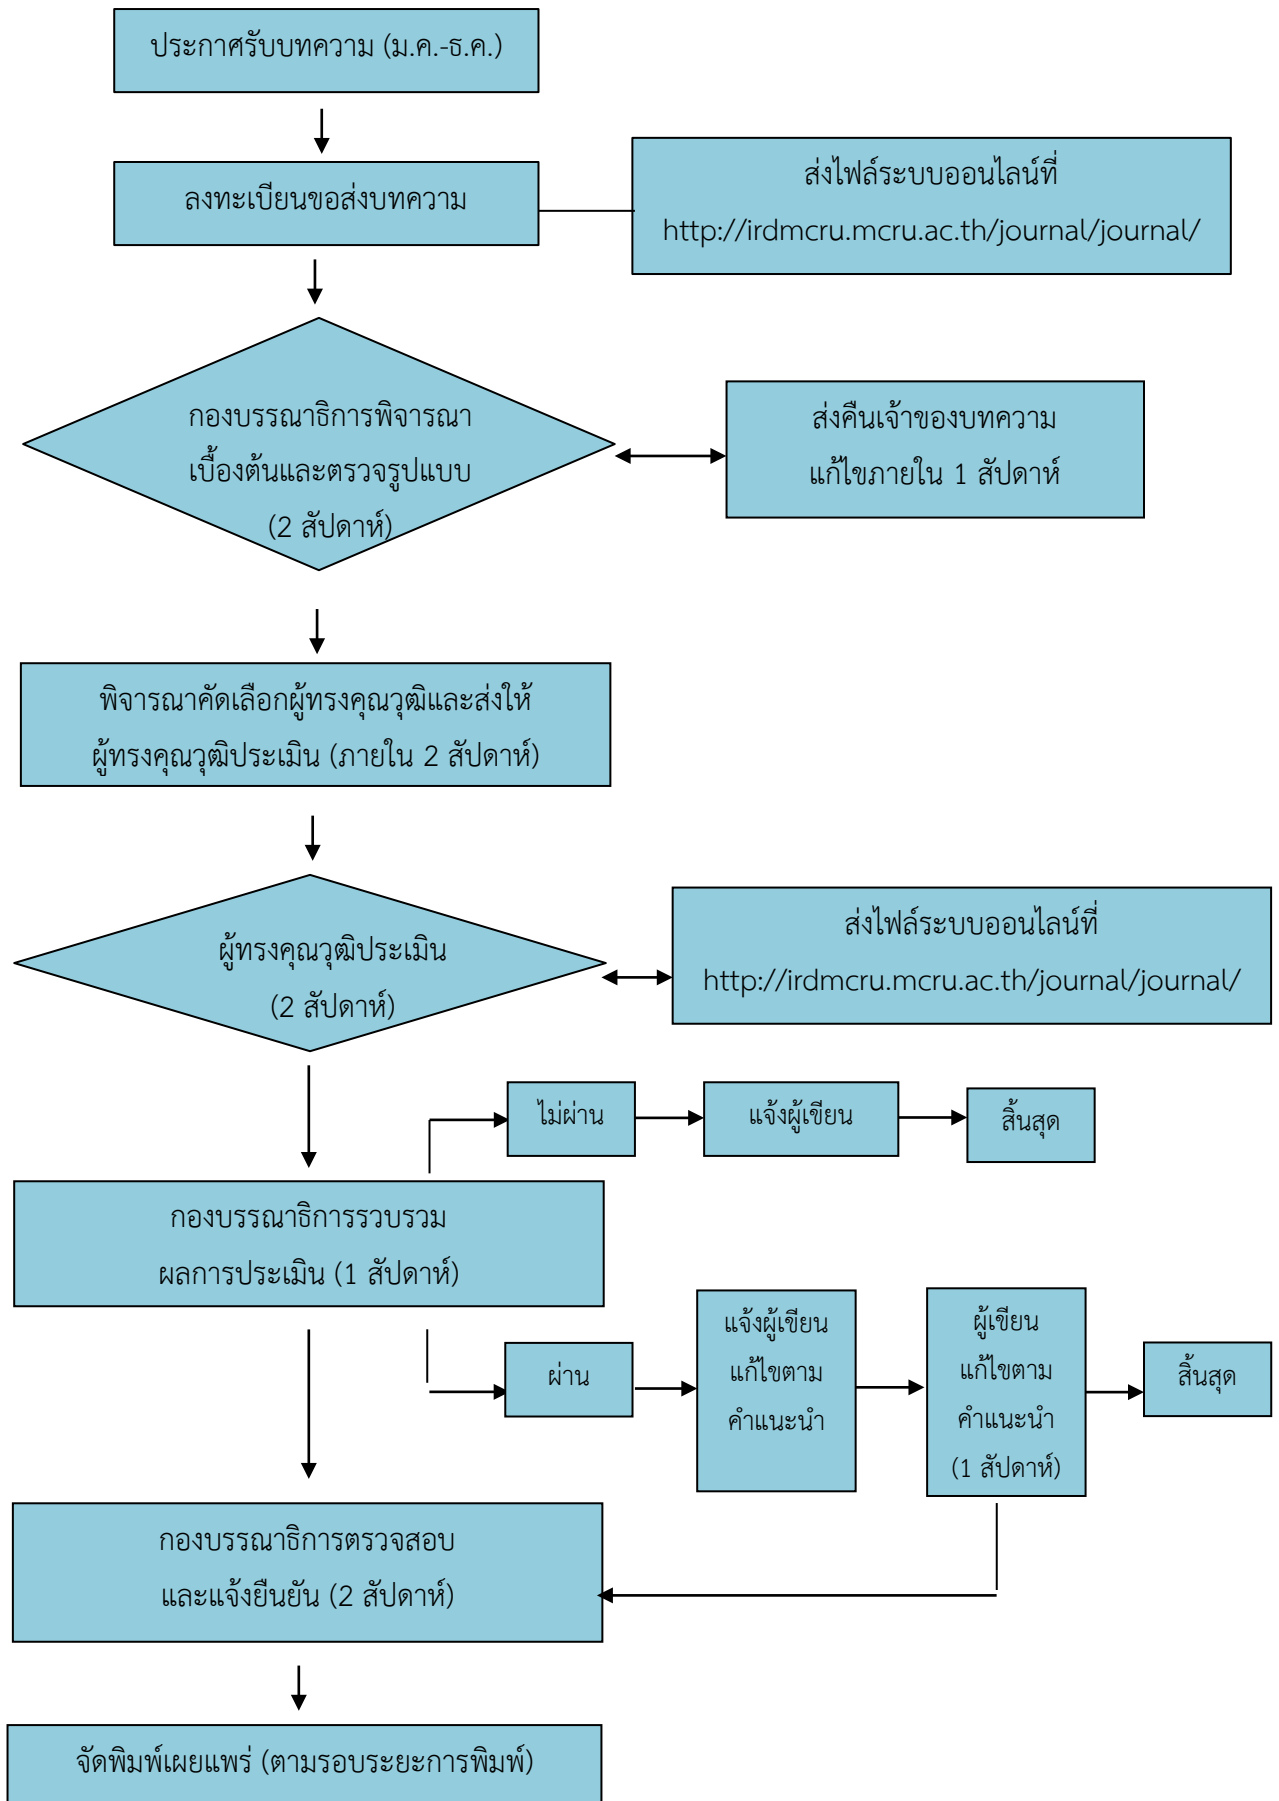 ประกาศรับบทความ (ม.ค.-ธ.ค.)
ลงทะเบียนขอส่งบทความ
ส่งไฟล์ระบบออนไลน์ที่
http://irdmcru.mcru.ac.th/journal/journal/
กองบรรณาธิการพิจารณา
เบื้องต้นและตรวจรูปแบบ
(2 สัปดาห์)
ส่งคืนเจ้าของบทความ
แก้ไขภายใน 1 สัปดาห์
พิจารณาคัดเลือกผู้ทรงคุณวุฒิและส่งให้
ผู้ทรงคุณวุฒิประเมิน (ภายใน 2 สัปดาห์)
ผู้ทรงคุณวุฒิประเมิน
(2 สัปดาห์)
ส่งไฟล์ระบบออนไลน์ที่
http://irdmcru.mcru.ac.th/journal/journal/
ไม่ผ่าน
แจ้งผู้เขียน
สิ้นสุด
กองบรรณาธิการรวบรวม
ผลการประเมิน (1 สัปดาห์)
ผ่าน
แจ้งผู้เขียน
แก้ไขตาม
คำแนะนำ
ผู้เขียน
แก้ไขตาม
คำแนะนำ
(1 สัปดาห์)
สิ้นสุด
กองบรรณาธิการตรวจสอบ
และแจ้งยืนยัน (2 สัปดาห์)
จัดพิมพ์เผยแพร่ (ตามรอบระยะการพิมพ์)